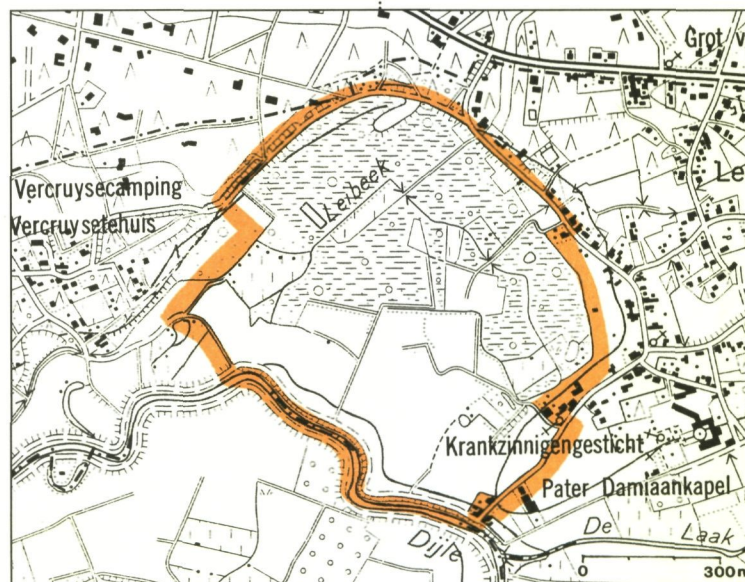 Grot v
Le
Vercruysecamping
Vercruysetehuis
Leibeek
Krankzinnigengesticht
Pater Damiaankapel
De Laak
Dijle
0 300m